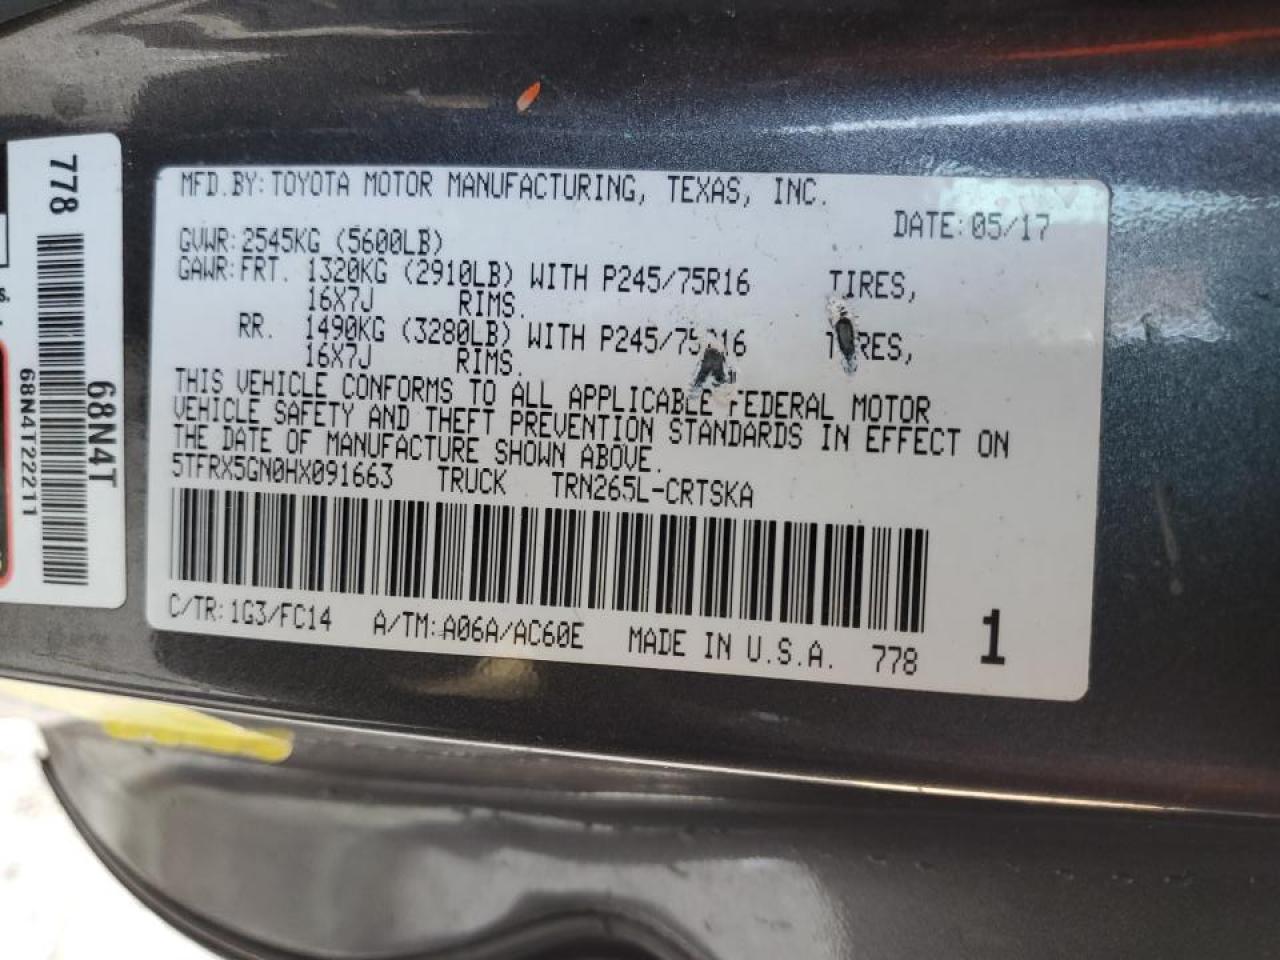 MFD.BY:TOYOTA MOTOR MANUFACTURING, TEXAS, INC.
DATE:05/17
GVWR:2545KG (5600LB)
GAWR:FRT. 1320KG (2910LB) WITH P245/75R16 TIRES,
16X7J RIMS.
RR. 1490KG (3280LB) WITH P245/75R16 TIRES,
16X7J RIMS.
THIS VEHICLE CONFORMS TO ALL APPLICABLE FEDERAL MOTOR
VEHICLE SAFETY AND THEFT PREVENTION STANDARDS IN EFFECT ON
THE DATE OF MANUFACTURE SHOWN ABOVE.
5TFRX5GN0HX091663 TRUCK TRN265L-CRTSKA
C/TR:1G3/FC14 A/TM:A06A/AC60E MADE IN U.S.A. 778
1
778
68N4T
68N4T22211